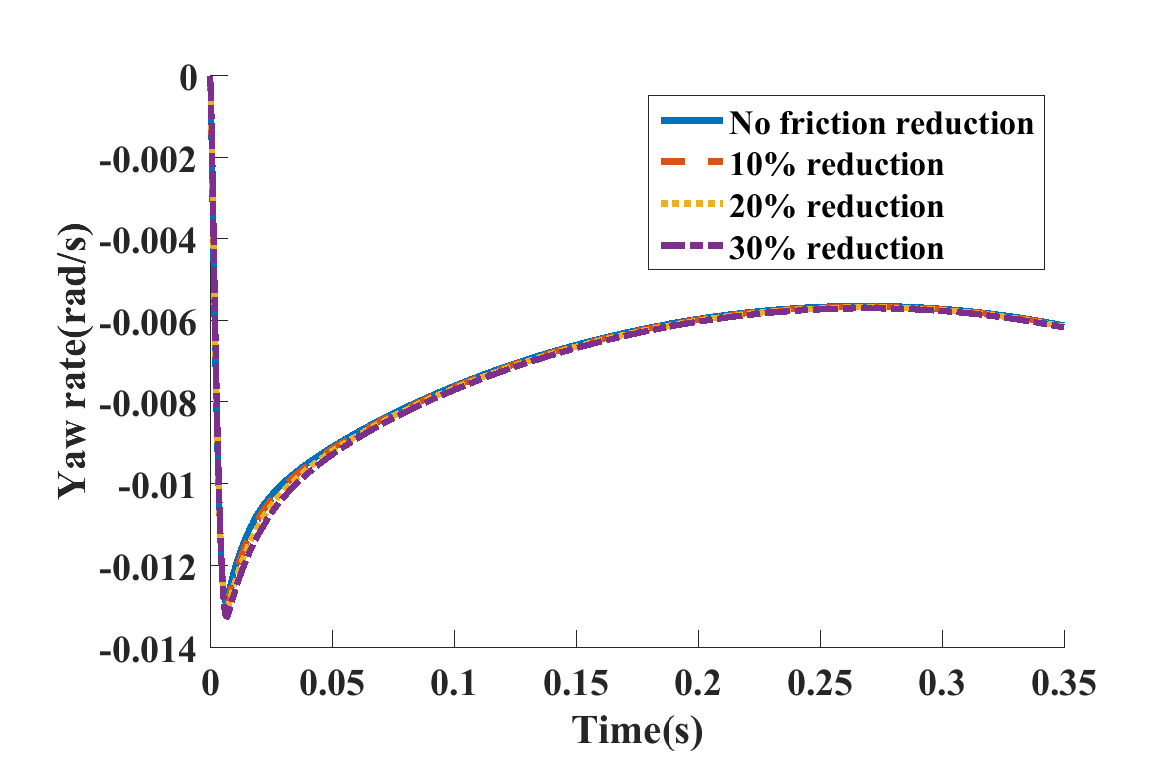 0
-0.002
-0.004
-0.006
-0.008
-0.01
-0.012
-0.014
Yaw rate(rad/s)
No friction reduction
10% reduction
20% reduction
30% reduction
0 0.05 0.1 0.15 0.2 0.25 0.3 0.35
Time(s)